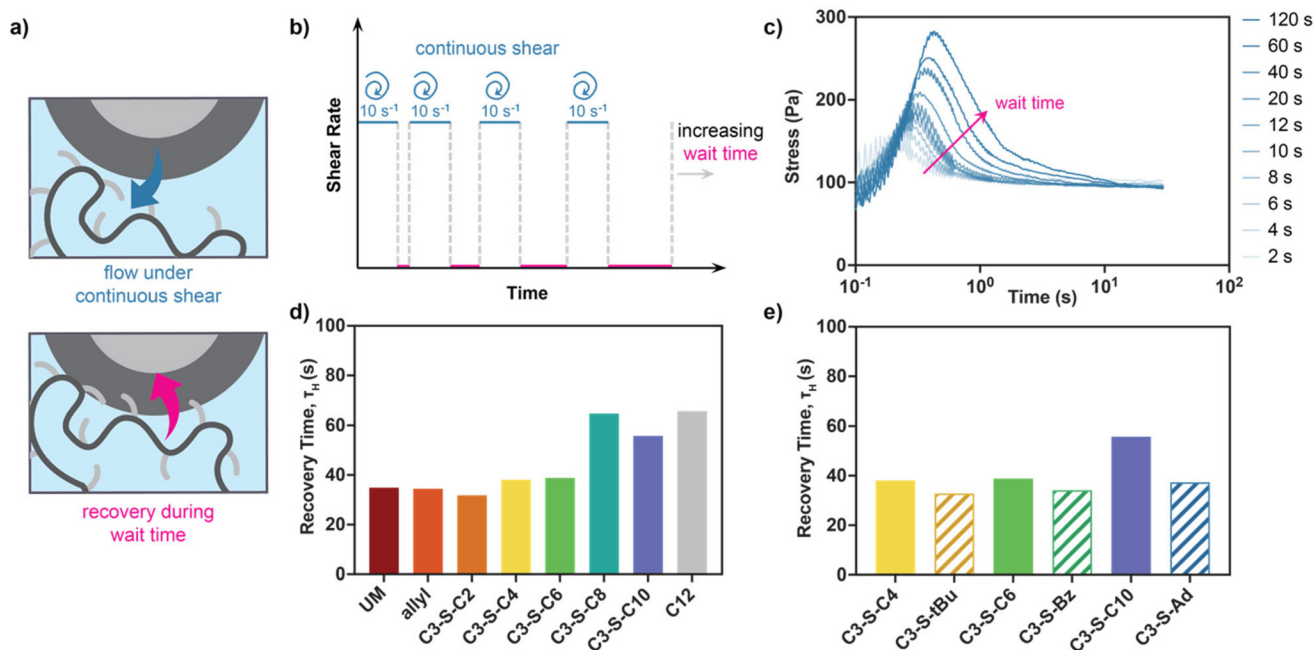 a)
flow under
continuous shear
recovery during
wait time
b)
continuous shear
10 s⁻¹ 10 s⁻¹ 10 s⁻¹ 10 s⁻¹
increasing
wait time
Shear Rate
Time
c)
300
200
100
0
Stress (Pa)
wait time
10⁻¹ 10⁰ 10¹ 10²
Time (s)
120 s
60 s
40 s
20 s
12 s
10 s
8 s
6 s
4 s
2 s
d)
100
80
60
40
20
0
Recovery Time, τH (s)
UM allyl C3-S-C2 C3-S-C4 C3-S-C6 C3-S-C8 C3-S-C10 C12
e)
100
80
60
40
20
0
Recovery Time, τH (s)
C3-S-C4 C3-S-tBu C3-S-C6 C3-S-Bz C3-S-C10 C3-S-Ad